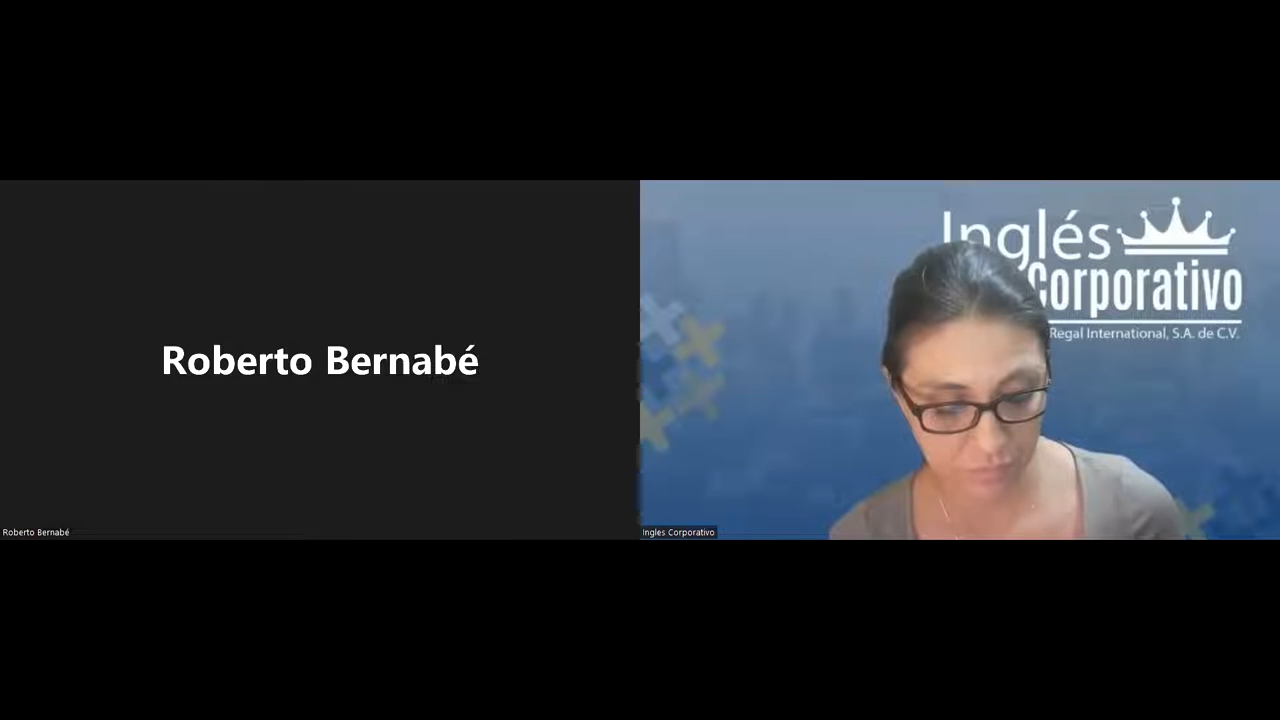 Roberto Bernabé
Roberto Bernabé
Inglés
Corporativo
Regal International, S.A. de C.V.
Ingles Corporativo